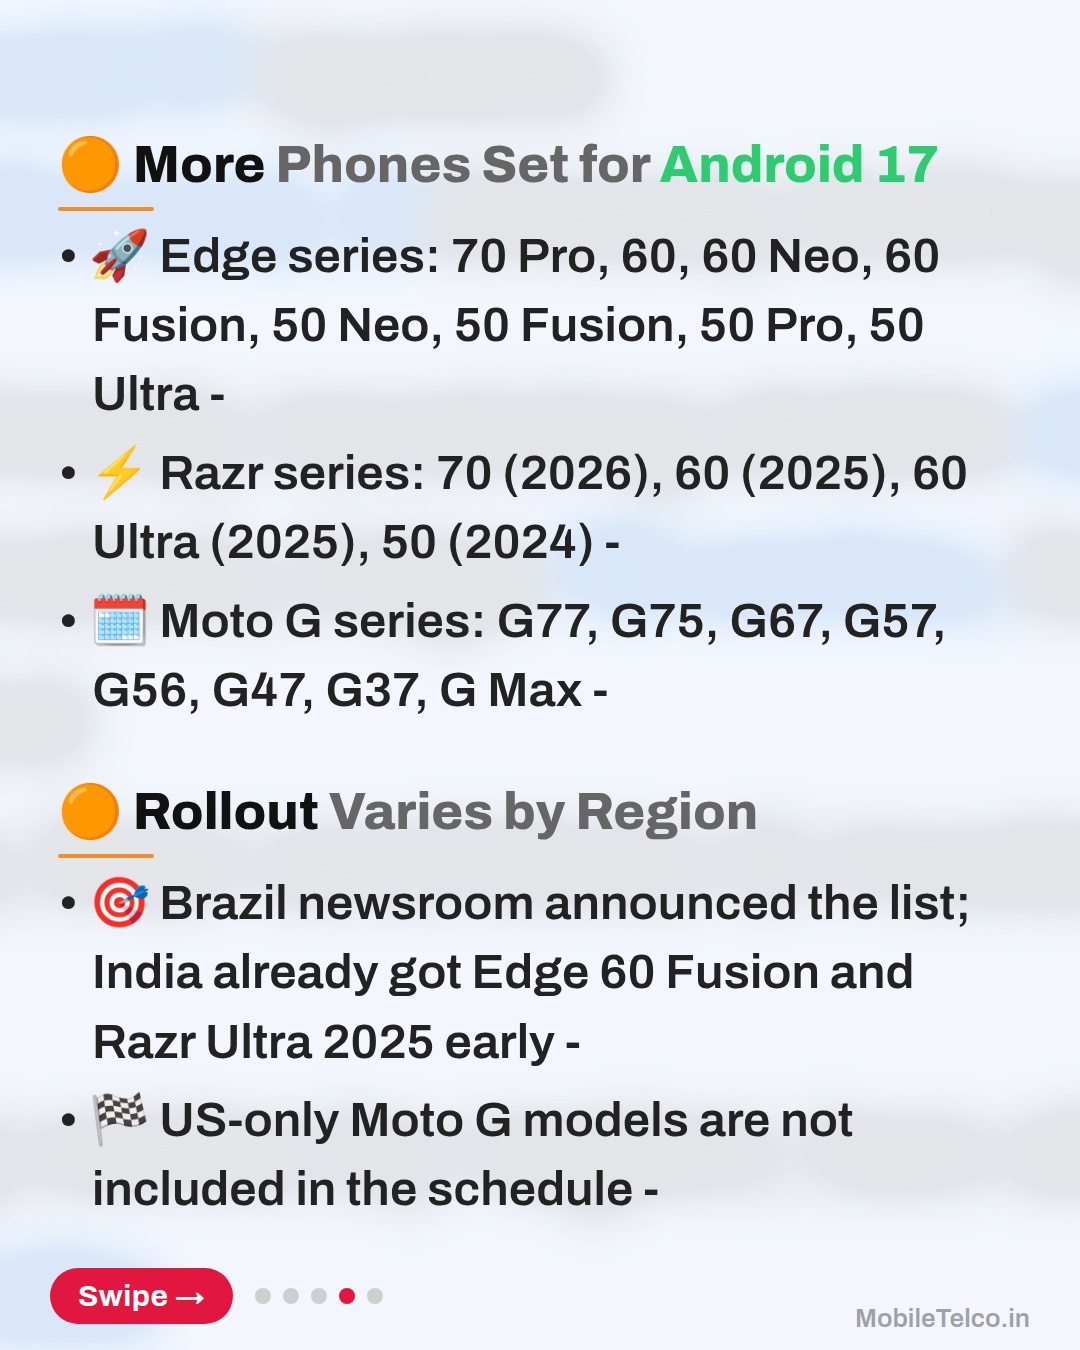 🟠 More Phones Set for Android 17
• 🚀 Edge series: 70 Pro, 60, 60 Neo, 60
Fusion, 50 Neo, 50 Fusion, 50 Pro, 50
Ultra -
• ⚡ Razr series: 70 (2026), 60 (2025), 60
Ultra (2025), 50 (2024) -
• 🗓️ Moto G series: G77, G75, G67, G57,
G56, G47, G37, G Max -
🟠 Rollout Varies by Region
• 🎯 Brazil newsroom announced the list;
India already got Edge 60 Fusion and
Razr Ultra 2025 early -
• 🏁 US-only Moto G models are not
included in the schedule -
Swipe →
MobileTelco.in